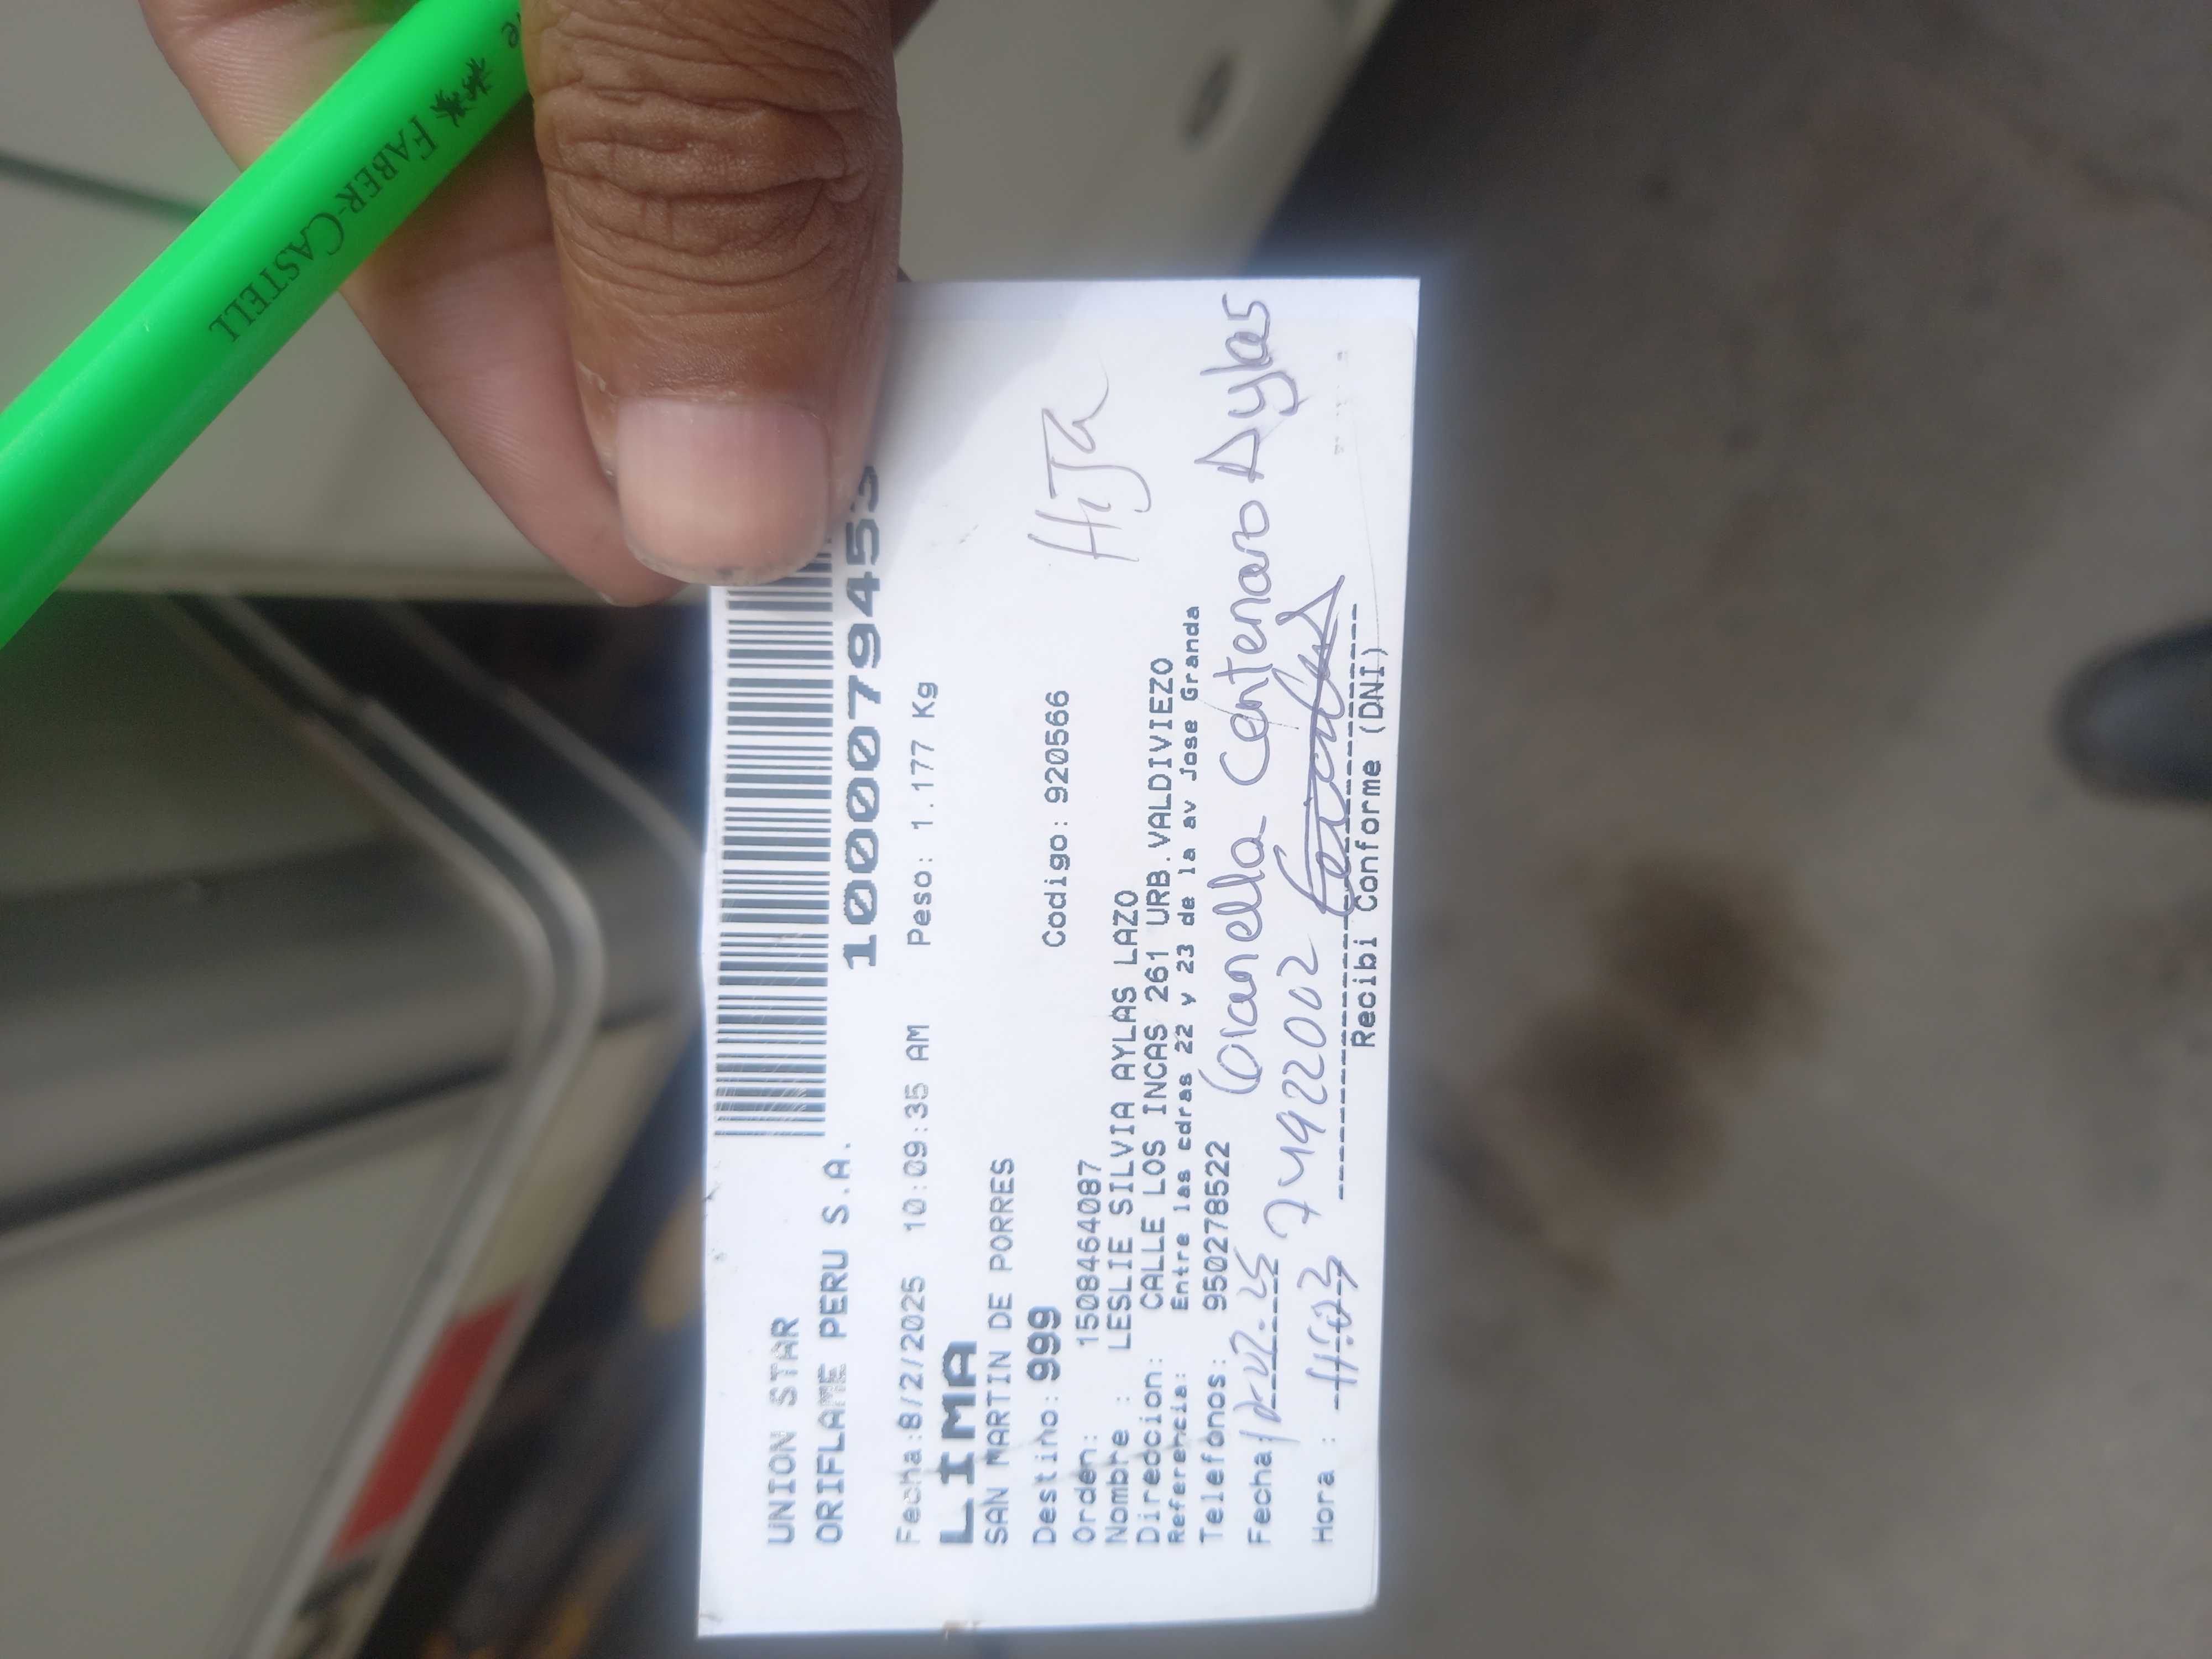 FABER-CASTELL
UNION STAR
ORIFLAME PERU S.A.
1000079453
Fecha:8/2/2025 10:09:35 AM Peso: 1.177 Kg
LIMA
SAN MARTIN DE PORRES
Destino: 999 Codigo: 920566
HiJa
Orden: 1508464087
Nombre : LESLIE SILVIA AYLAS LAZO
Direccion: CALLE LOS INCAS 261 URB.VALDIVIEZO
Referencia: Entre las cdras 22 y 23 de la av Jose Granda
Telefonos: 950278522
Centenaro Aylas
Fecha:
74922002
Hora : 11:03
Recibi Conforme (DNI)